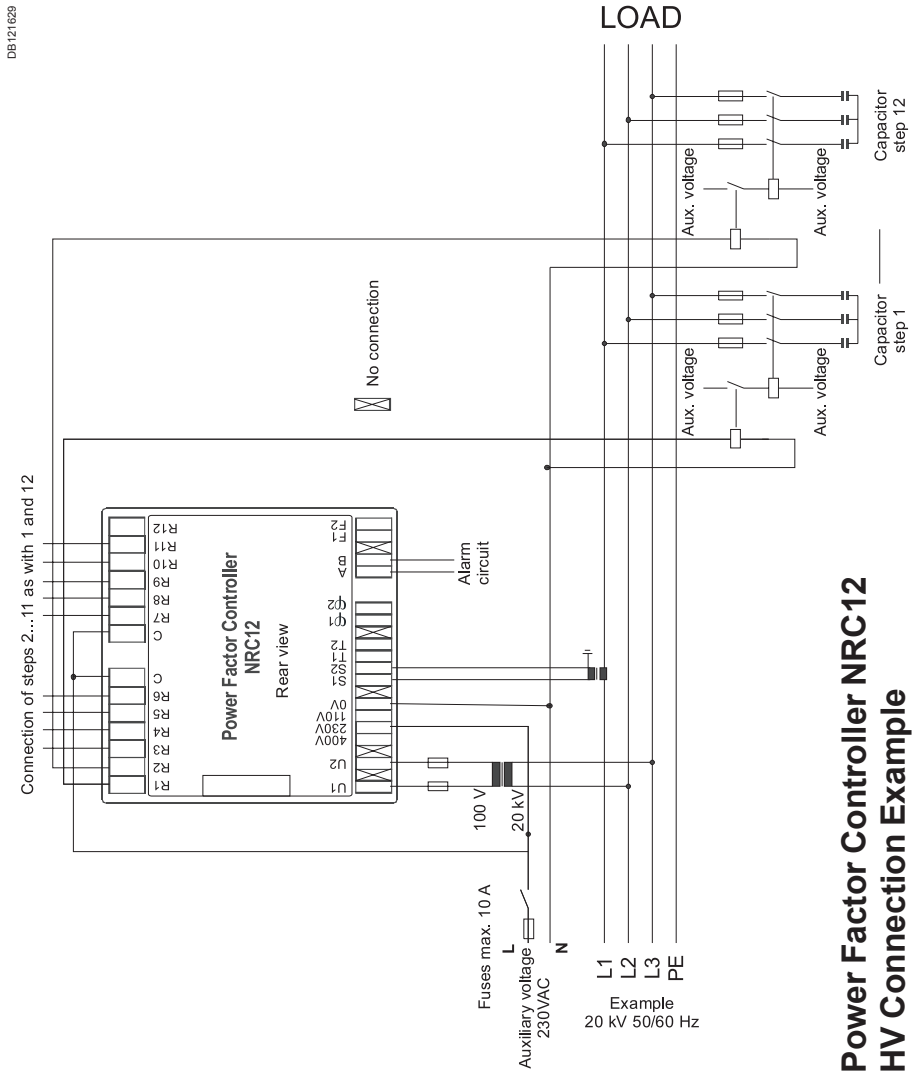 DB121629
LOAD
Connection of steps 2...11 as with 1 and 12
R1
R2
R3
R4
R5
R6
C
C
R7
R8
R9
R10
R11
R12
Power Factor Controller
NRC12
Rear view
U1
U2
400V
230V
110V
0V
S1
S2
T1
T2
φ1
φ2
A
B
F1
F2
No connection
Alarm
circuit
100 V
20 kV
Fuses max. 10 A
L
Auxiliary voltage
230VAC
N
L1
L2
L3
PE
Example
20 kV 50/60 Hz
Aux. voltage
Aux. voltage
Capacitor
step 1
Aux. voltage
Aux. voltage
Capacitor
step 12
Power Factor Controller NRC12
HV Connection Example